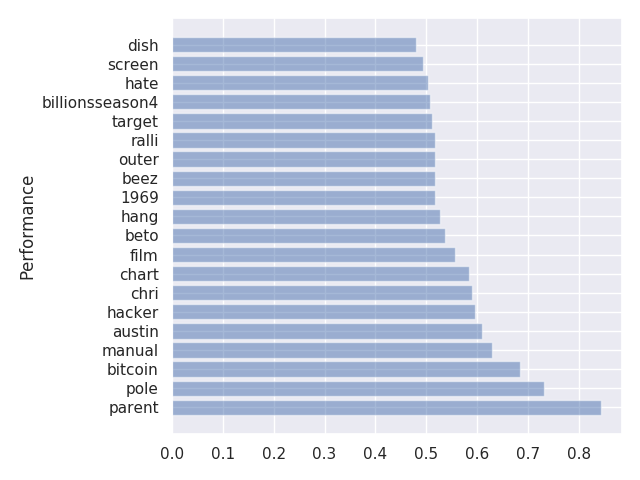 dish
screen
hate
billionsseason4
target
ralli
outer
beez
1969
hang
beto
film
chart
chri
hacker
austin
manual
bitcoin
pole
parent
Performance
0.0 0.1 0.2 0.3 0.4 0.5 0.6 0.7 0.8